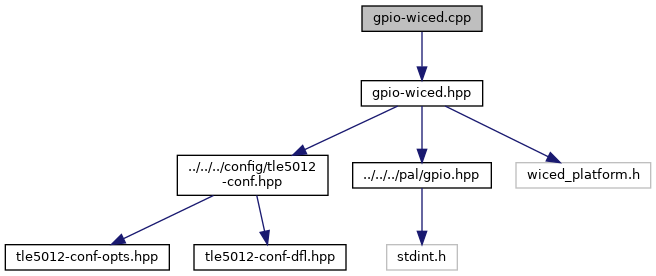 gpio-wiced.cpp
gpio-wiced.hpp
../../../config/tle5012
-conf.hpp
../../../pal/gpio.hpp
wiced_platform.h
tle5012-conf-opts.hpp
tle5012-conf-dfl.hpp
stdint.h